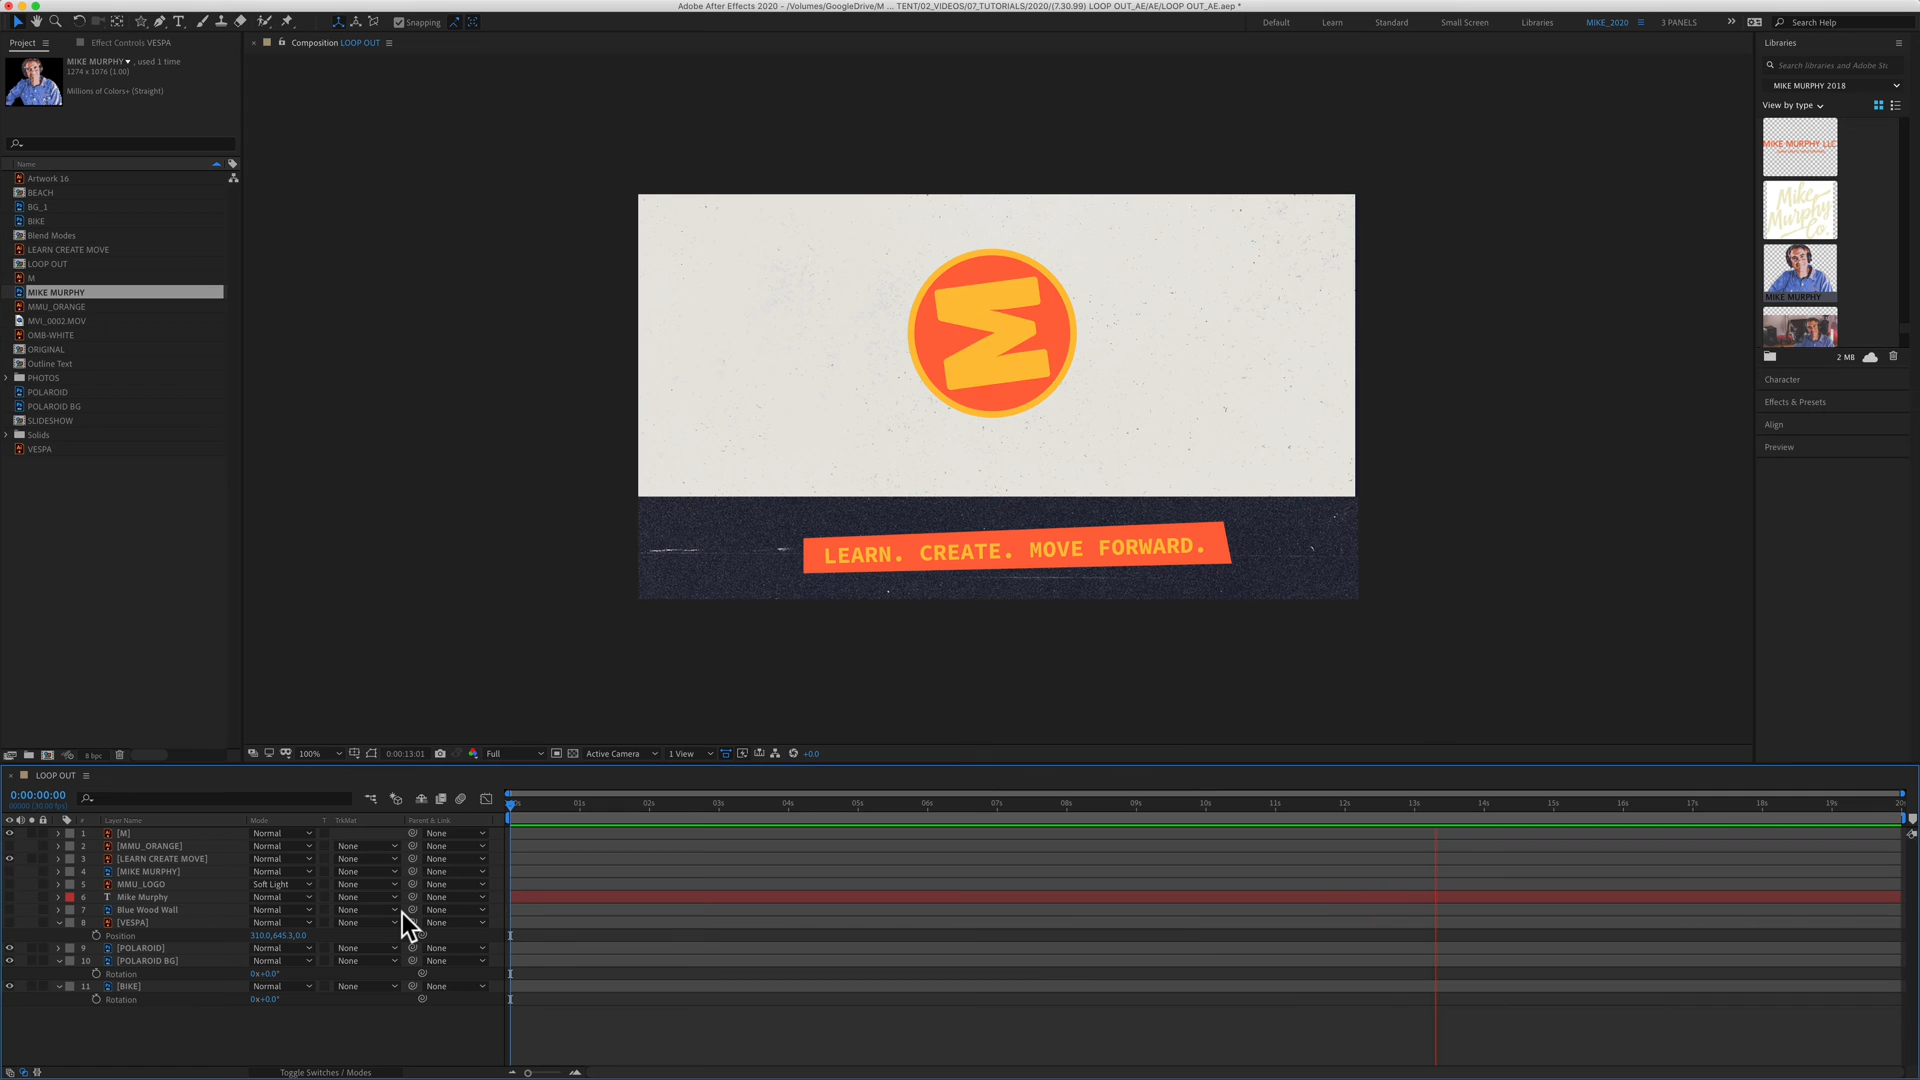 Adobe After Effects 2020 - /Volumes/GoogleDrive/M ... TENT/02_VIDEOS/07_TUTORIALS/2020/(7.30.99) LOOP OUT_AE/AE/LOOP OUT_AE.aep *
Snapping
Default
Learn
Standard
Small Screen
Libraries
MIKE_2020
3 PANELS
Search Help
Project
Effect Controls VESPA
Composition LOOP OUT
Libraries
MIKE MURPHY , used 1 time
1274 x 1076 (1.00)
Millions of Colors+ (Straight)
Search libraries and Adobe Stc
MIKE MURPHY 2018
View by type
Name
Artwork 16
BEACH
BG_1
BIKE
Blend Modes
LEARN CREATE MOVE
LOOP OUT
M
MIKE MURPHY
MMU_ORANGE
MVI_0002.MOV
OMB-WHITE
ORIGINAL
Outline Text
PHOTOS
POLAROID
POLAROID BG
SLIDESHOW
Solids
VESPA
8 bpc
M
LEARN. CREATE. MOVE FORWARD.
MIKE MURPHY LLC
Mike
Murphy
Co.
MIKE MURPHY
2 MB
Character
Effects & Presets
Align
Preview
100%
0:00:13:01
Full
Active Camera
1 View
+0.0
LOOP OUT
0:00:00:00
00000 (30.00 fps)
# Layer Name Mode T TrkMat Parent & Link
01s 02s 03s 04s 05s 06s 07s 08s 09s 10s 11s 12s 13s 14s 15s 16s 17s 18s 19s 20s
1 [M] Normal None
2 [MMU_ORANGE] Normal None None
3 [LEARN CREATE MOVE] Normal None None
4 [MIKE MURPHY] Normal None None
5 MMU_LOGO Soft Light None None
6 T Mike Murphy Normal None None
7 Blue Wood Wall Normal None None
8 [VESPA] Normal None None
Position 310.0,645.3,0.0
9 [POLAROID] Normal None None
10 [POLAROID BG] Normal None None
Rotation 0x+0.0°
11 [BIKE] Normal None None
Rotation 0x+0.0°
Toggle Switches / Modes